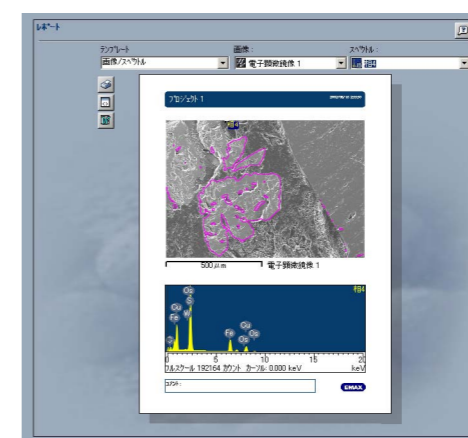 レポート
テンプレート 画像: スペクトル:
画像/スペクトル 電子顕微鏡像 1 相4
プロジェクト 1
500μm 電子顕微鏡像 1
相4
Os
Si
Cu
W
Fe
Cu
Fe
Os
Os
0 5 10 15 20
フルスケール 192164 カウント カーソル: 0.000 keV keV
コメント:
EMAX